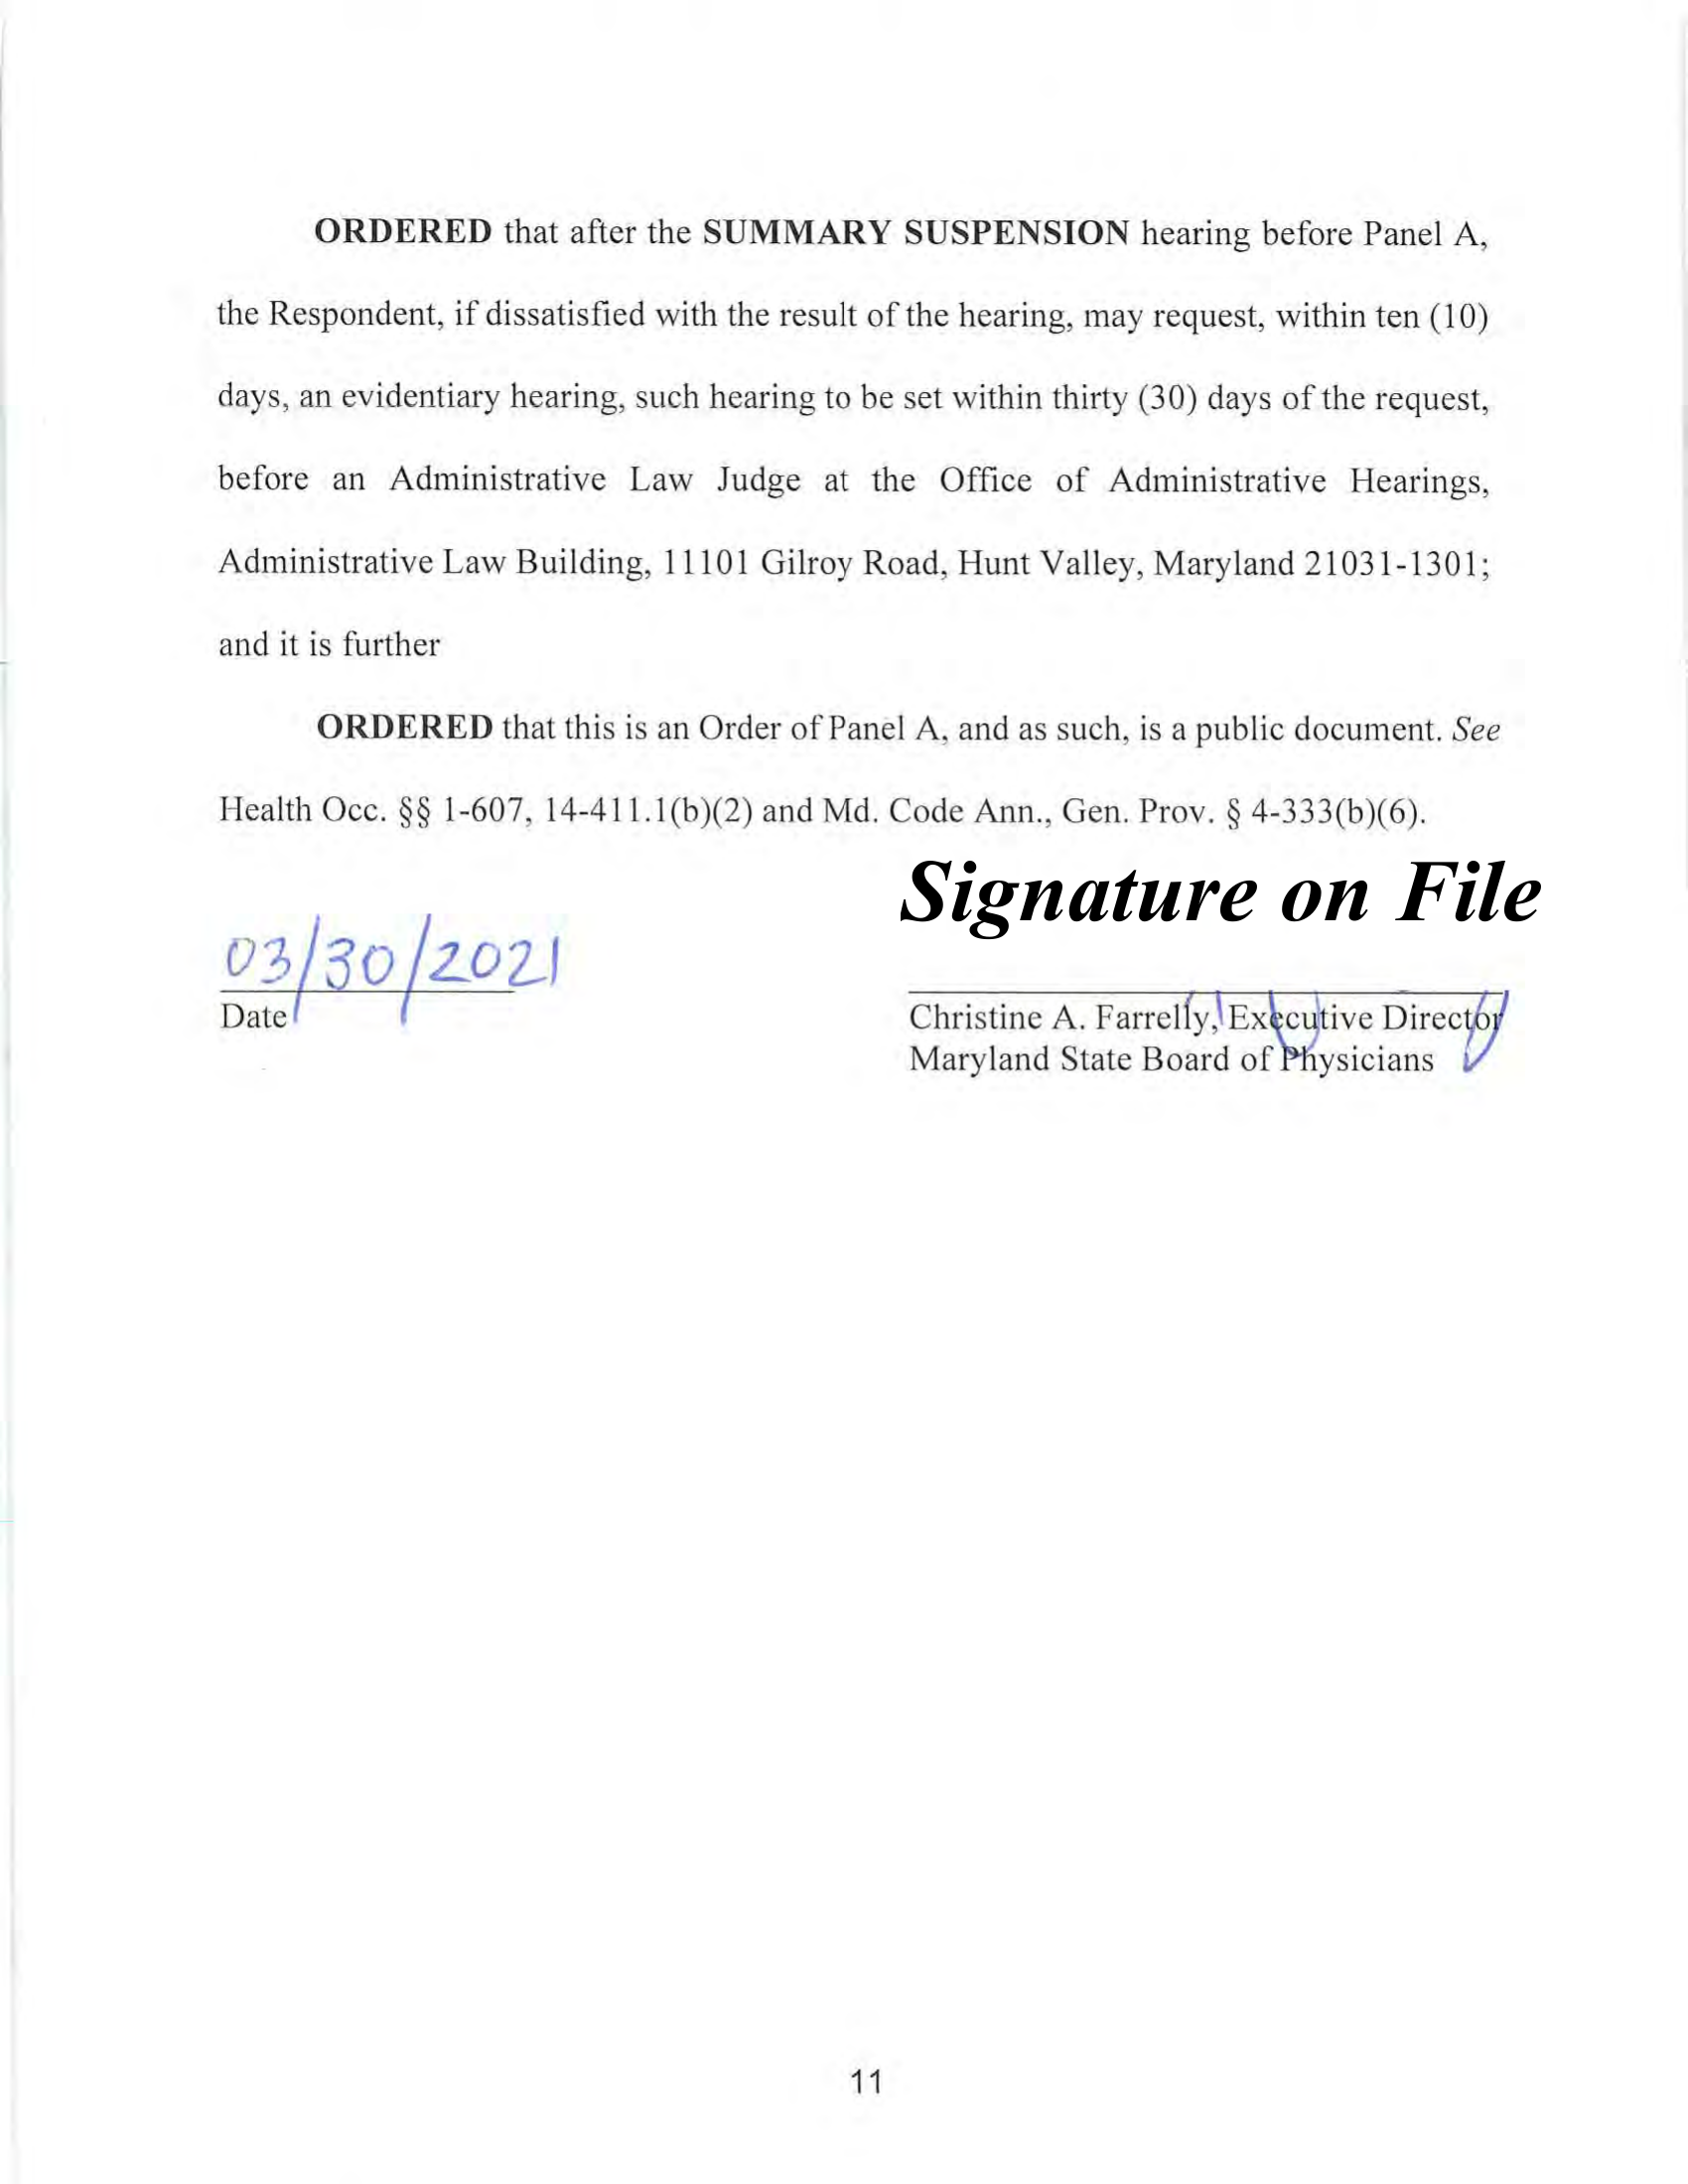 ORDERED that after the SUMMARY SUSPENSION hearing before Panel A,
the Respondent, if dissatisfied with the result of the hearing, may request, within ten (10)
days, an evidentiary hearing, such hearing to be set within thirty (30) days of the request,
before an Administrative Law Judge at the Office of Administrative Hearings,
Administrative Law Building, 11101 Gilroy Road, Hunt Valley, Maryland 21031-1301;
and it is further
ORDERED that this is an Order of Panel A, and as such, is a public document. See
Health Occ. §§ 1-607, 14-411.1(b)(2) and Md. Code Ann., Gen. Prov. § 4-333(b)(6).
Signature on File
03/30/2021
Date
Christine A. Farrelly, Executive Director
Maryland State Board of Physicians
11